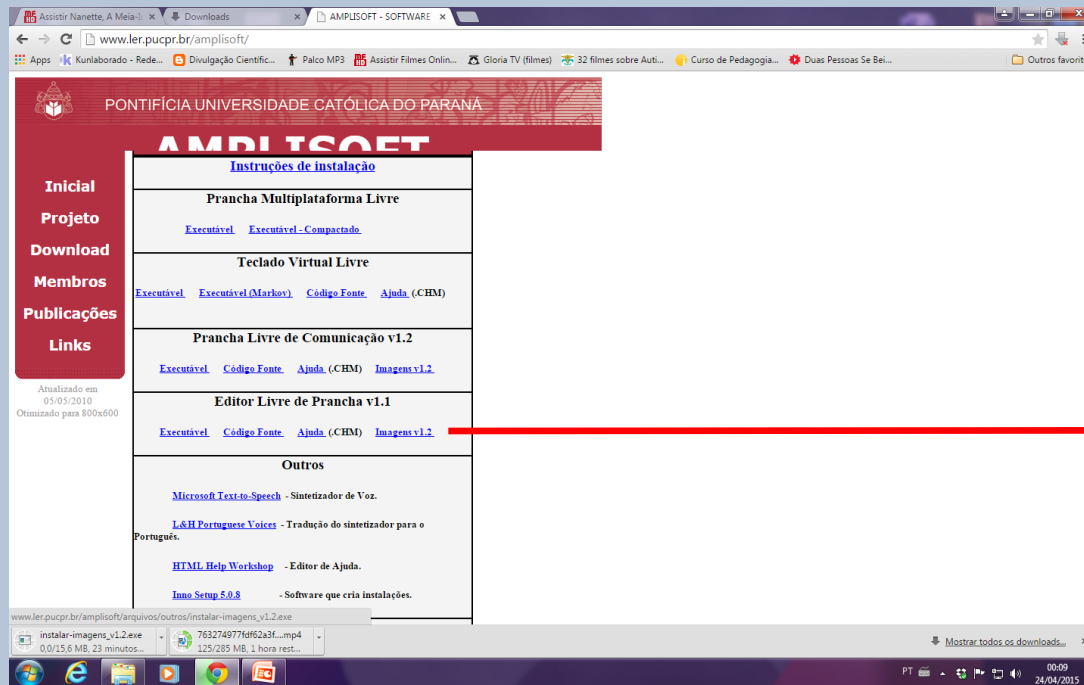 Assistir Nanette, A Meia-I
Downloads
AMPLISOFT - SOFTWARE
www.ler.pucpr.br/amplisoft/
Apps Kunlaborado - Rede... Divulgação Científic... Palco MP3 Assistir Filmes Onlin... Gloria TV (filmes) 32 filmes sobre Auti... Curso de Pedagogia... Duas Pessoas Se Bei... Outros favorit
PONTIFÍCIA UNIVERSIDADE CATÓLICA DO PARANÁ
AMPLISOFT
Inicial
Projeto
Download
Membros
Publicações
Links
Atualizado em
05/05/2010
Otimizado para 800x600
Instruções de instalação
Prancha Multiplataforma Livre
Executável Executável - Compactado
Teclado Virtual Livre
Executável Executável (Markov) Código Fonte Ajuda (.CHM)
Prancha Livre de Comunicação v1.2
Executável Código Fonte Ajuda (.CHM) Imagens v1.2
Editor Livre de Prancha v1.1
Executável Código Fonte Ajuda (.CHM) Imagens v1.2
Outros
Microsoft Text-to-Speech - Sintetizador de Voz.
L&H Portuguese Voices - Tradução do sintetizador para o
Português.
HTML Help Workshop - Editor de Ajuda.
Inno Setup 5.0.8 - Software que cria instalações.
www.ler.pucpr.br/amplisoft/arquivos/outros/instalar-imagens_v1.2.exe
instalar-imagens_v1.2.exe
0,0/15,6 MB, 23 minutos...
763274977fdf62a3f....mp4
125/285 MB, 1 hora rest...
Mostrar todos os downloads...
PT
00:09
24/04/2015